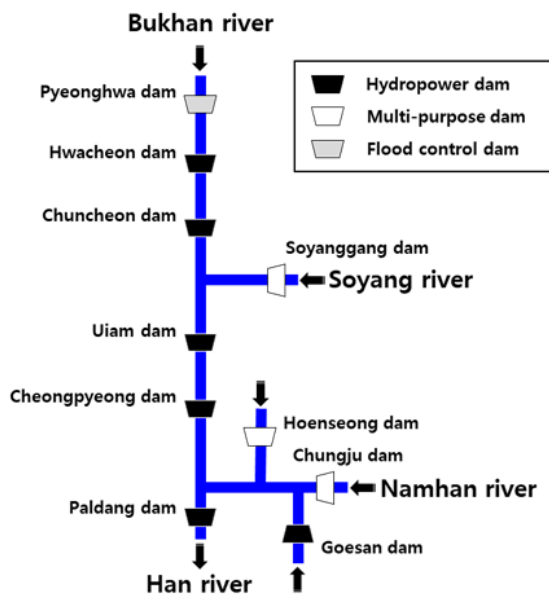 Bukhan river
Pyeonghwa dam
Hydropower dam
Multi-purpose dam
Flood control dam
Hwacheon dam
Chuncheon dam
Soyanggang dam
Soyang river
Uiam dam
Cheongpyeong dam
Hoenseong dam
Chungju dam
Namhan river
Paldang dam
Goesan dam
Han river